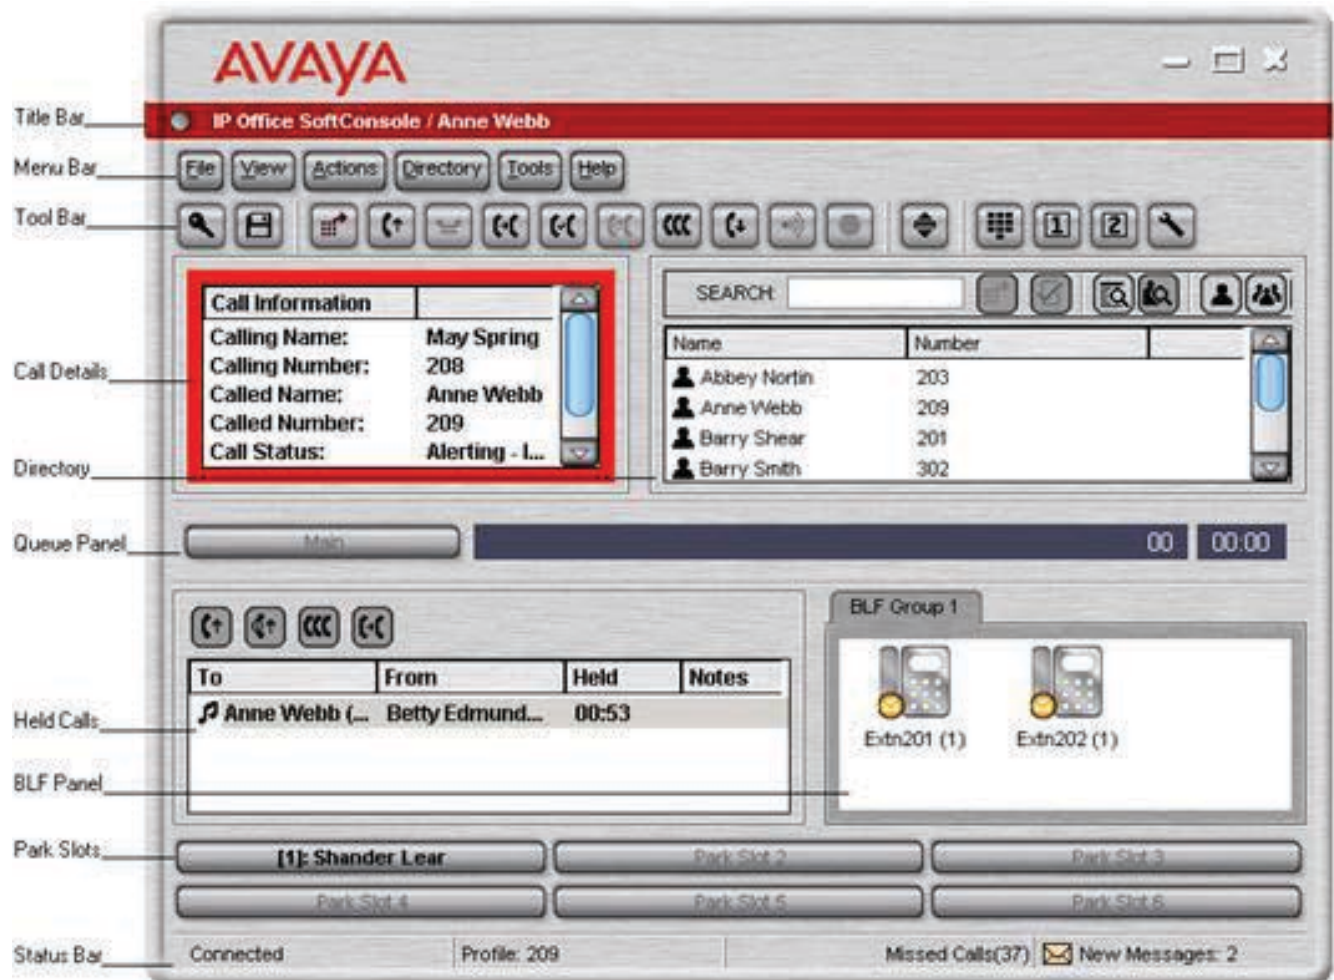 AVAYA
Title Bar
IP Office SoftConsole / Anne Webb
Menu Bar
File View Actions Directory Tools Help
Tool Bar
1 2
Call Details
Call Information
Calling Name: May Spring
Calling Number: 208
Called Name: Anne Webb
Called Number: 209
Call Status: Alerting - I...
Directory
SEARCH:
Name Number
Abbey Nortin 203
Anne Webb 209
Barry Shear 201
Barry Smith 302
Queue Panel
Main 00 00:00
Held Calls
To From Held Notes
Anne Webb (... Betty Edmund... 00:53
BLF Panel
BLF Group 1
Extn201 (1) Extn202 (1)
Park Slots
[1]: Shander Lear Park Slot 2 Park Slot 3
Park Slot 4 Park Slot 5 Park Slot 6
Status Bar
Connected Profile: 209 Missed Calls(37) New Messages: 2